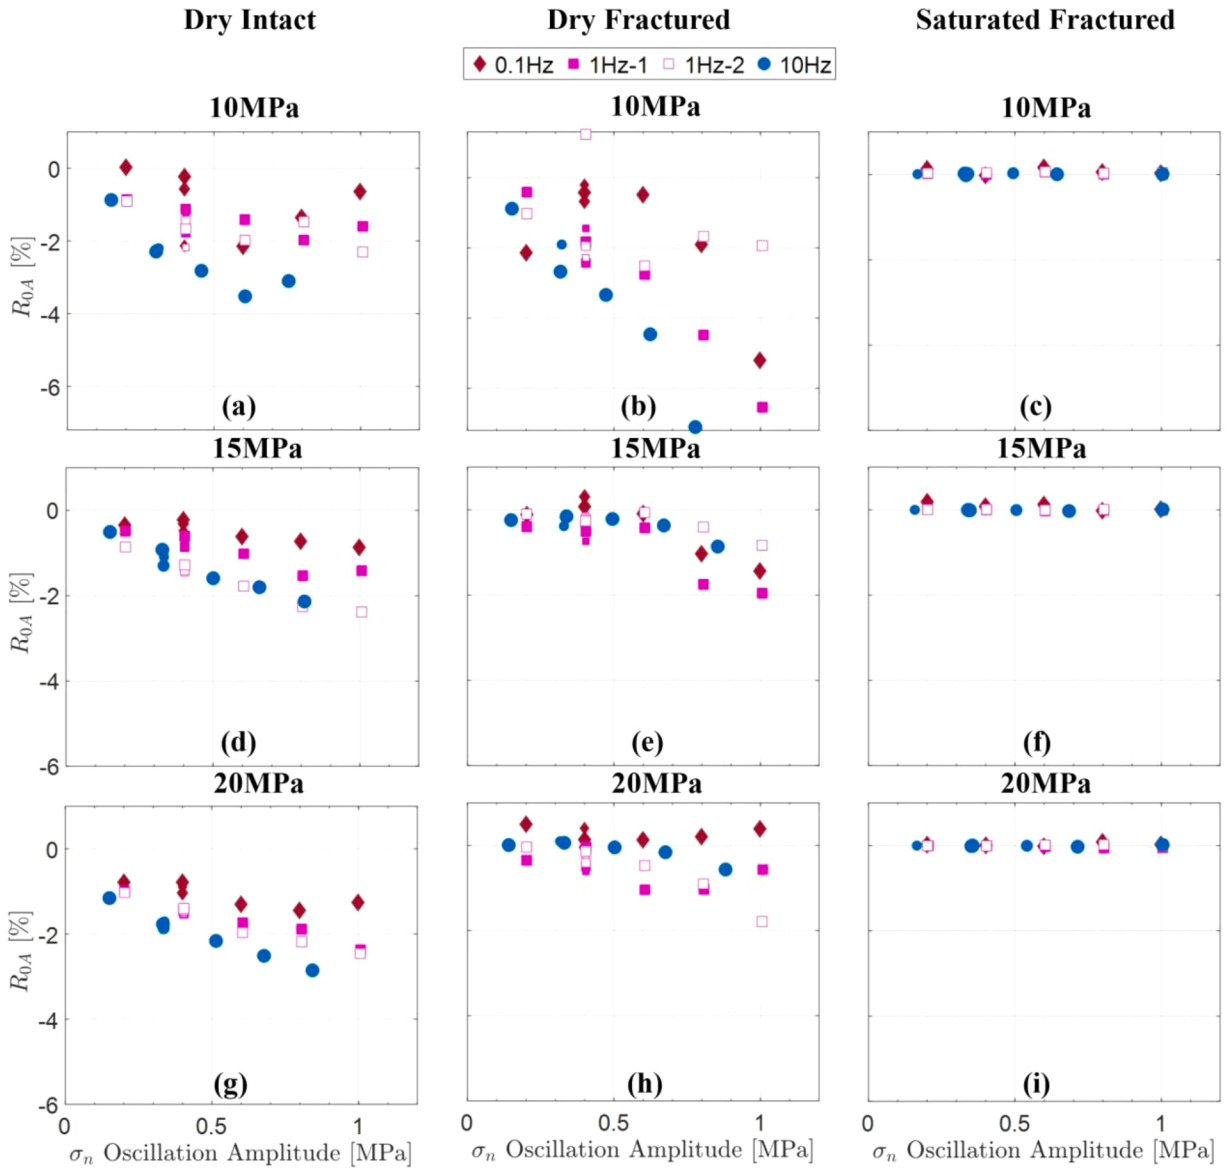 Dry Intact Dry Fractured Saturated Fractured
0.1Hz 1Hz-1 1Hz-2 10Hz
10MPa 10MPa 10MPa
0
-2
-4
-6
R0A [%]
(a) (b) (c)
15MPa 15MPa 15MPa
0
-2
-4
-6
R0A [%]
(d) (e) (f)
20MPa 20MPa 20MPa
0
-2
-4
-6
R0A [%]
(g) (h) (i)
0 0.5 1 0 0.5 1 0 0.5 1
σn Oscillation Amplitude [MPa] σn Oscillation Amplitude [MPa] σn Oscillation Amplitude [MPa]